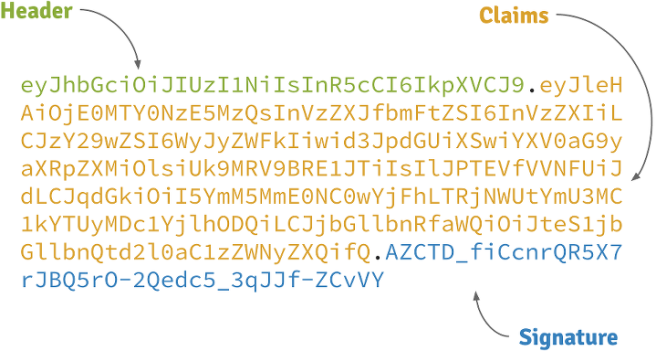 Header
Claims
eyJhbGciOiJIUzI1NiIsInR5cCI6IkpXVCJ9.eyJleH
AiOjE0MTY0NzE5MzQsInVzZXJfbmFtZSI6InVzZXIiL
CJzY29wZSI6WyJyZWFkIiwid3JpdGUiXSwiYXV0aG9y
aXRpZXMiOlsiUk9MRV9BRE1JTiIsIlJPTEVfVVNFUiJ
dLCJqdGkiOiI5YmM5MmE0NC0wYjFhLTRjNWUtYmU3MC
1kYTUyMDc1YjlhODQiLCJjbGllbnRfaWQiOiJteS1jb
GllbnQtd2l0aC1zZWNyZXQifQ.AZCTD_fiCcnrQR5X7
rJBQ5rO-2Qedc5_3qJJf-ZCvVY
Signature